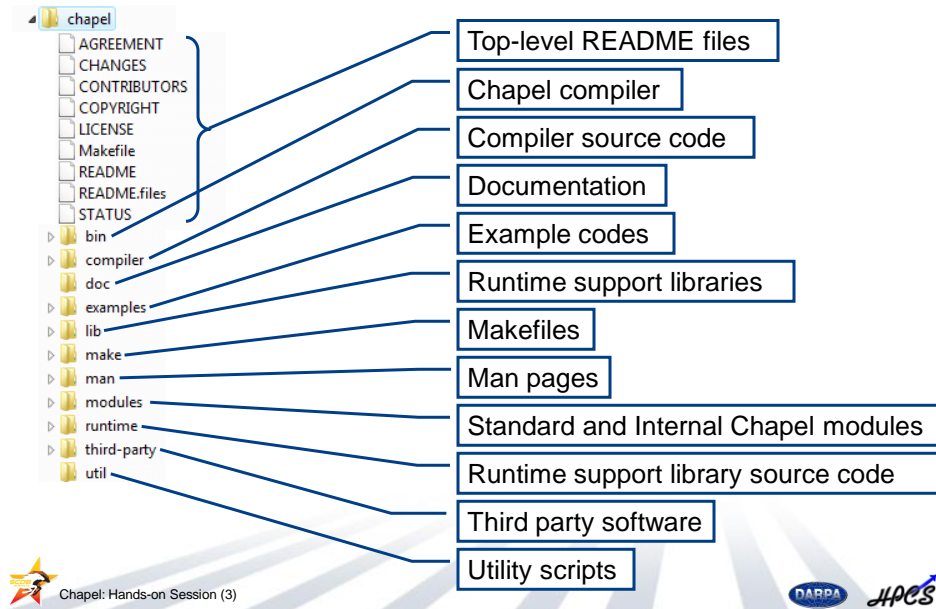 chapel
AGREEMENT
CHANGES
CONTRIBUTORS
COPYRIGHT
LICENSE
Makefile
README
README.files
STATUS
bin
compiler
doc
examples
lib
make
man
modules
runtime
third-party
util
Top-level README files
Chapel compiler
Compiler source code
Documentation
Example codes
Runtime support libraries
Makefiles
Man pages
Standard and Internal Chapel modules
Runtime support library source code
Third party software
Utility scripts
Chapel: Hands-on Session (3)
DARPA
HPCS